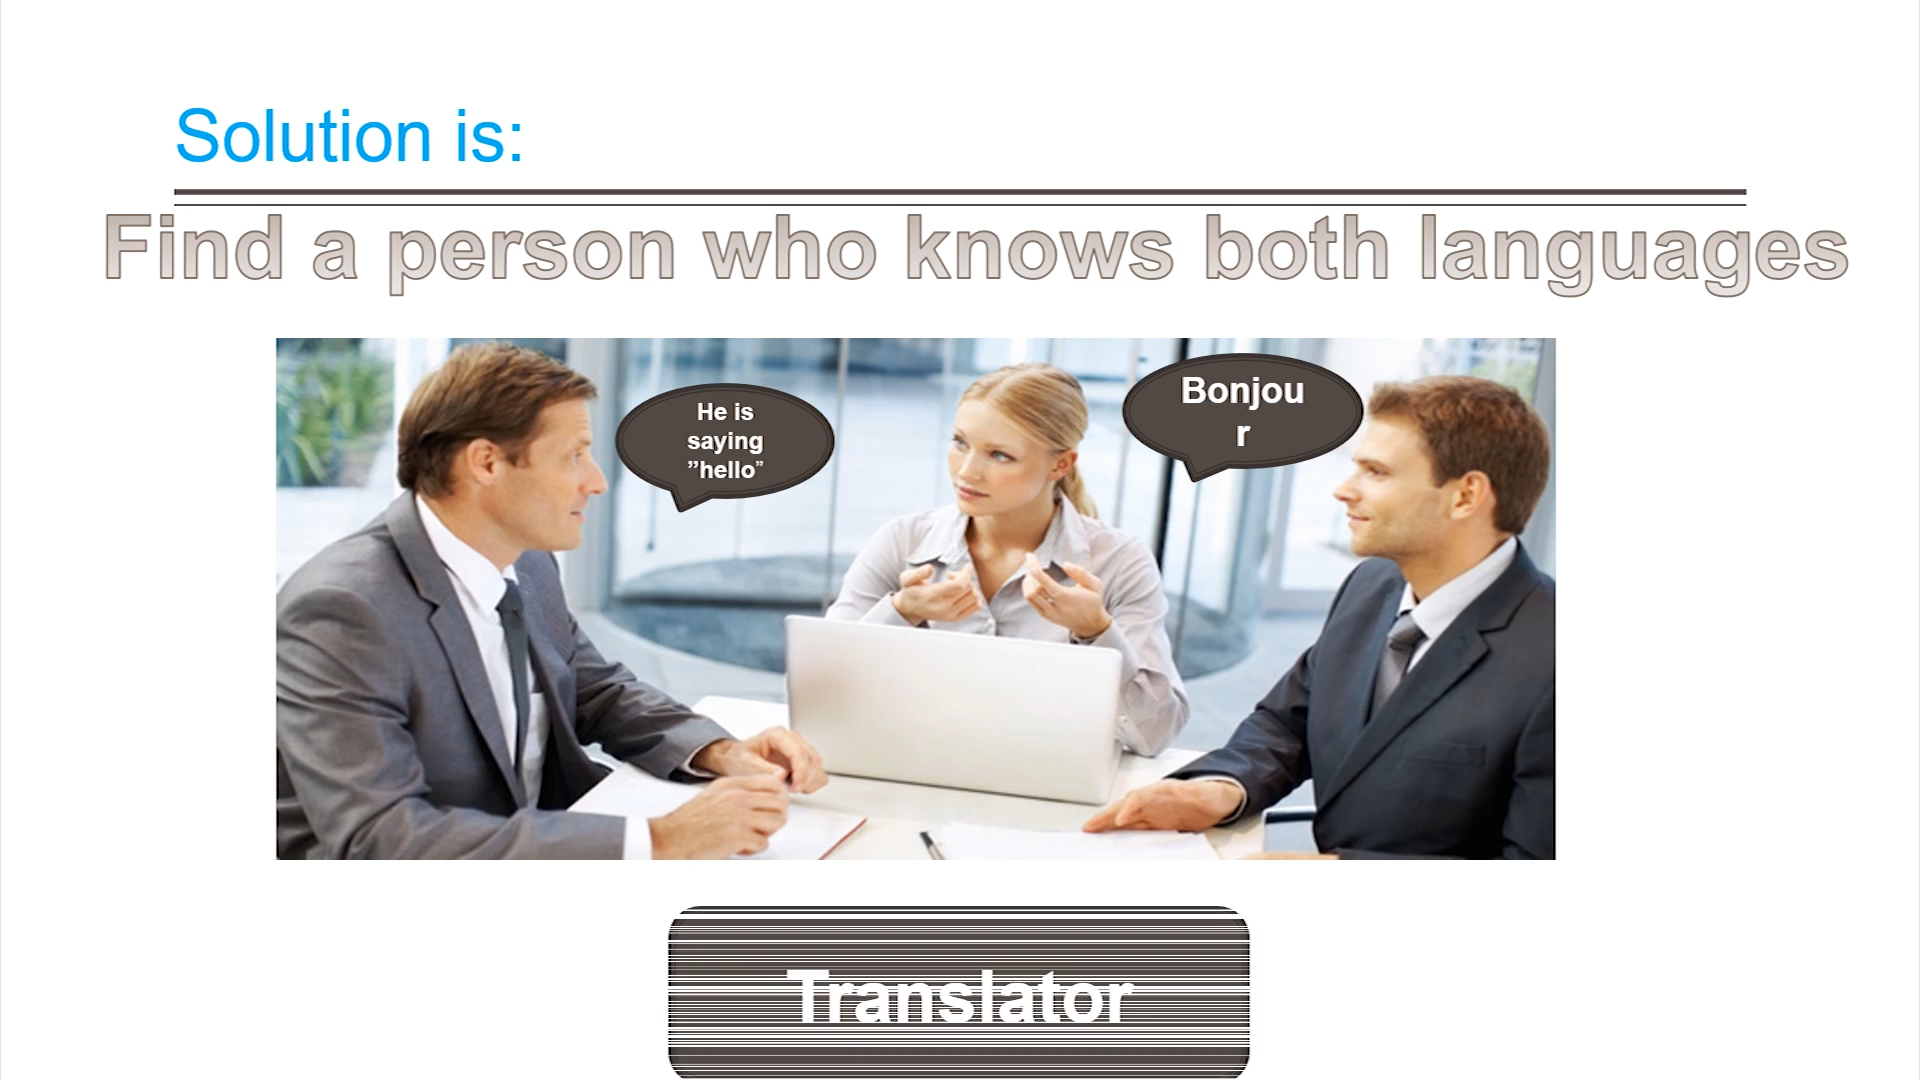 Solution is:
Find a person who knows both languages
He is
saying
”hello”
Bonjou
r
Translator